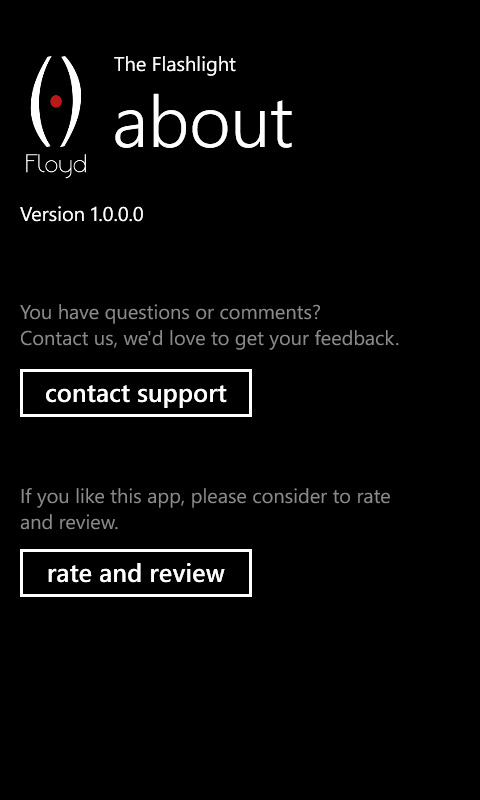 The Flashlight
about
Floyd
Version 1.0.0.0
You have questions or comments?
Contact us, we'd love to get your feedback.
contact support
If you like this app, please consider to rate
and review.
rate and review